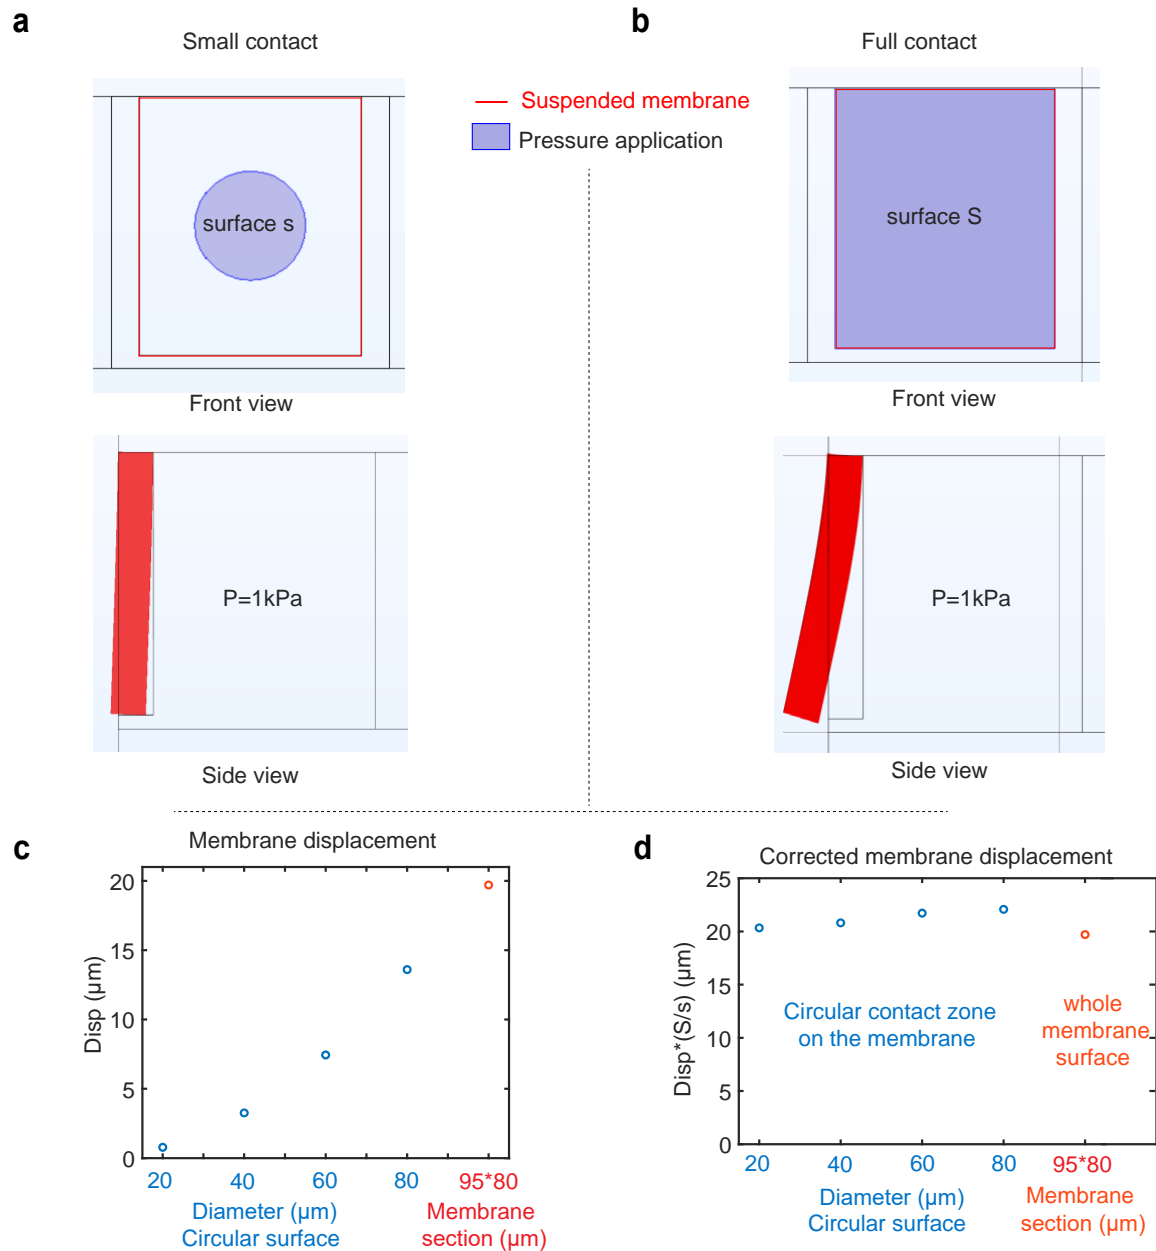 a
Small contact
b
Full contact
Suspended membrane
Pressure application
surface s
surface S
Front view
Front view
P=1kPa
P=1kPa
Side view
Side view
c
Membrane displacement
Disp (µm)
20
15
10
5
0
20
40
60
80
95*80
Diameter (µm)
Circular surface
Membrane
section (µm)
d
Corrected membrane displacement
Disp*(S/s) (µm)
25
20
15
10
5
0
Circular contact zone
on the membrane
whole
membrane
surface
20
40
60
80
95*80
Diameter (µm)
Circular surface
Membrane
section (µm)